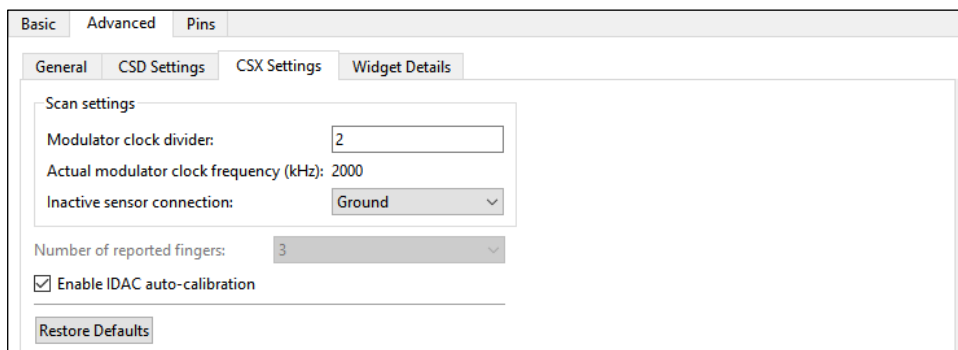 Basic Advanced Pins
General CSD Settings CSX Settings Widget Details
Scan settings
Modulator clock divider: 2
Actual modulator clock frequency (kHz): 2000
Inactive sensor connection: Ground
Number of reported fingers: 3
Enable IDAC auto-calibration
Restore Defaults